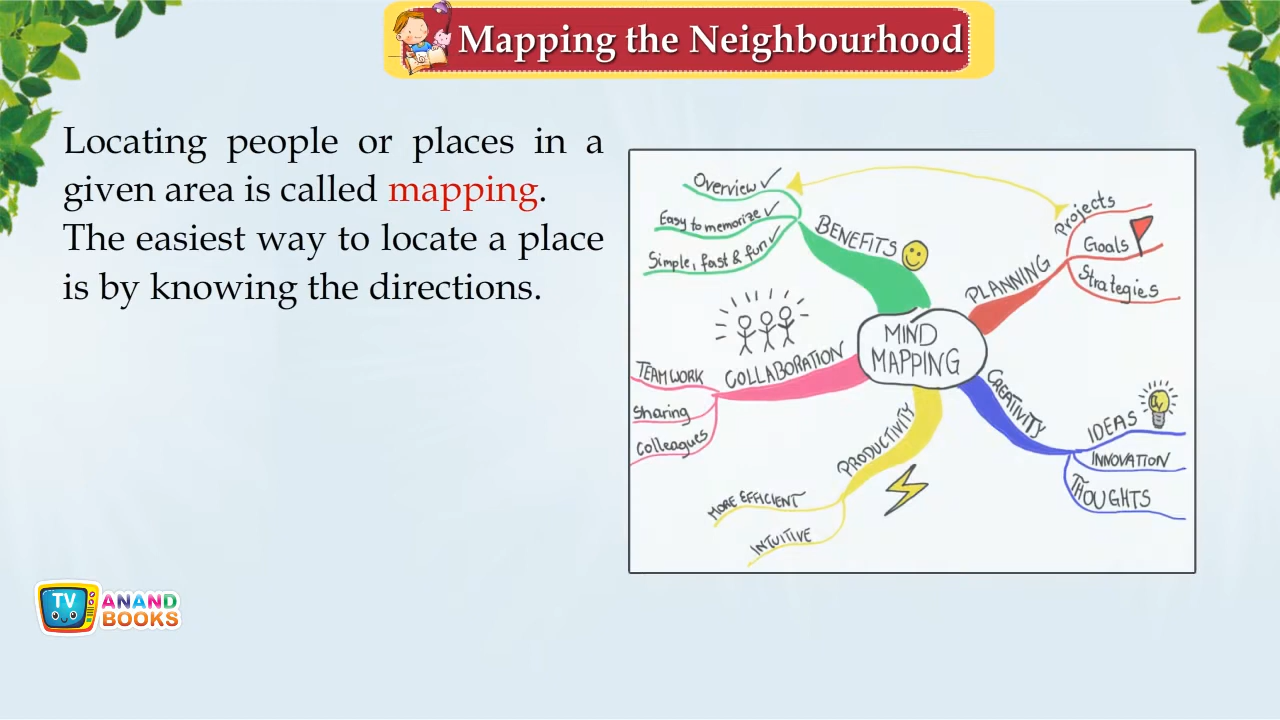 Mapping the Neighbourhood
Locating people or places in a
given area is called mapping.
The easiest way to locate a place
is by knowing the directions.
Overview
Easy to memorize
Simple, fast & fun
BENEFITS
Projects
Goals
Strategies
PLANNING
MIND
MAPPING
COLLABORATION
TEAMWORK
Sharing
Colleagues
CREATIVITY
IDEAS
INNOVATION
THOUGHTS
PRODUCTIVITY
MORE EFFICIENT
INTUITIVE
TV
ANAND
BOOKS